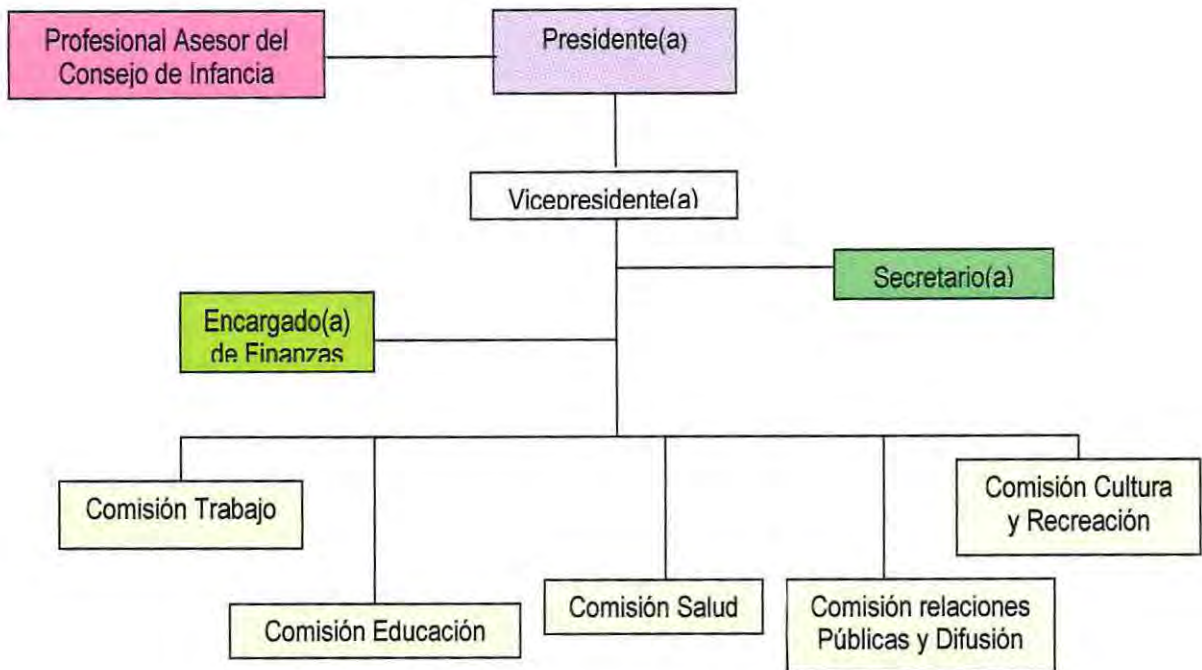 Profesional Asesor del
Consejo de Infancia
Presidente(a)
Vicepresidente(a)
Secretario(a)
Encargado(a)
de Finanzas
Comisión Trabajo
Comisión Educación
Comisión Salud
Comisión relaciones
Públicas y Difusión
Comisión Cultura
y Recreación